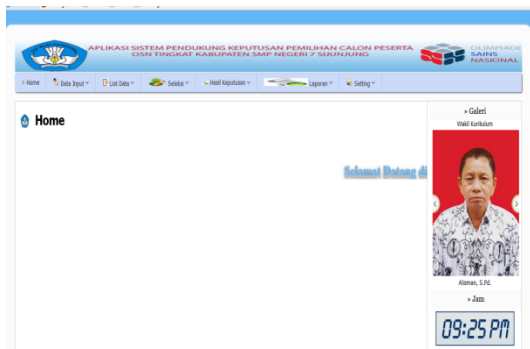 APLIKASI SISTEM PENDUKUNG KEPUTUSAN PEMILIHAN CALON PESERTA
OSN TINGKAT KABUPATEN SMP NEGERI 7 SIJUNJUNG
OLIMPIADE
SAINS
NASIONAL
Home Data Input List Data Seleksi Hasil Keputusan Laporan Setting
Home
Selamat Datang di
» Galeri
Wakil Kurikulum
Alisman, S.Pd.
» Jam
09:25 PM